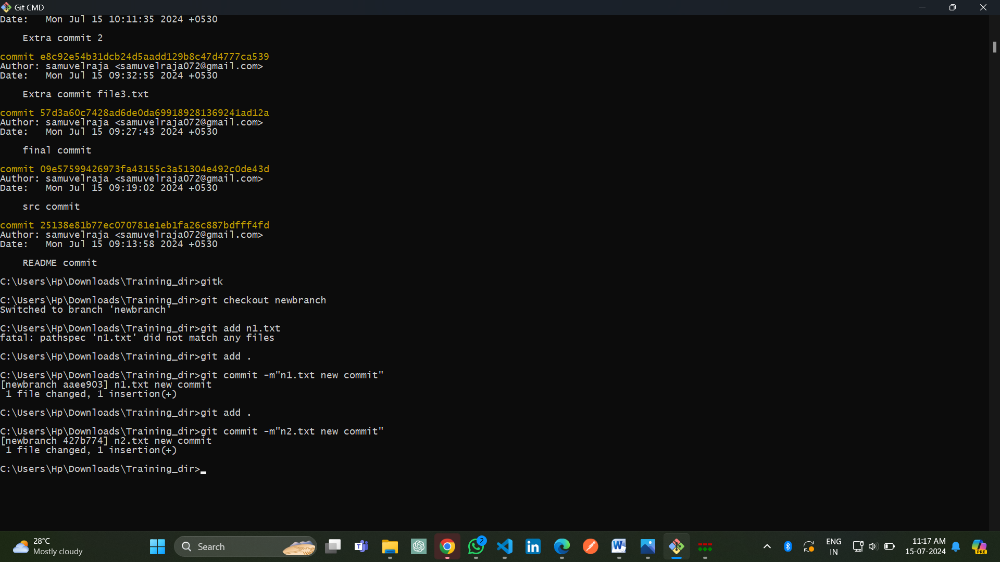 Git CMD
Date:   Mon Jul 15 10:11:35 2024 +0530
    Extra commit 2
commit e8c92e54b31dcb24d5aadd129b8c47d4777ca539
Author: samuvelraja <samuvelraja072@gmail.com>
Date:   Mon Jul 15 09:32:55 2024 +0530
    Extra commit file3.txt
commit 57d3a60c7428ad6de0da699189281369241ad12a
Author: samuvelraja <samuvelraja072@gmail.com>
Date:   Mon Jul 15 09:27:43 2024 +0530
    final commit
commit 09e57599426973fa43155c3a51304e492c0de43d
Author: samuvelraja <samuvelraja072@gmail.com>
Date:   Mon Jul 15 09:19:02 2024 +0530
    src commit
commit 25138e81b77ec070781e1eb1fa26c887bdfff4fd
Author: samuvelraja <samuvelraja072@gmail.com>
Date:   Mon Jul 15 09:13:58 2024 +0530
    README commit
C:\Users\Hp\Downloads\Training_dir>gitk
C:\Users\Hp\Downloads\Training_dir>git checkout newbranch
Switched to branch 'newbranch'
C:\Users\Hp\Downloads\Training_dir>git add n1.txt
fatal: pathspec 'n1.txt' did not match any files
C:\Users\Hp\Downloads\Training_dir>git add .
C:\Users\Hp\Downloads\Training_dir>git commit -m"n1.txt new commit"
[newbranch aaee903] n1.txt new commit
 1 file changed, 1 insertion(+)
C:\Users\Hp\Downloads\Training_dir>git add .
C:\Users\Hp\Downloads\Training_dir>git commit -m"n2.txt new commit"
[newbranch 427b774] n2.txt new commit
 1 file changed, 1 insertion(+)
C:\Users\Hp\Downloads\Training_dir>
28°C
Mostly cloudy
Search
2
ENG
IN
11:17 AM
15-07-2024
PRE